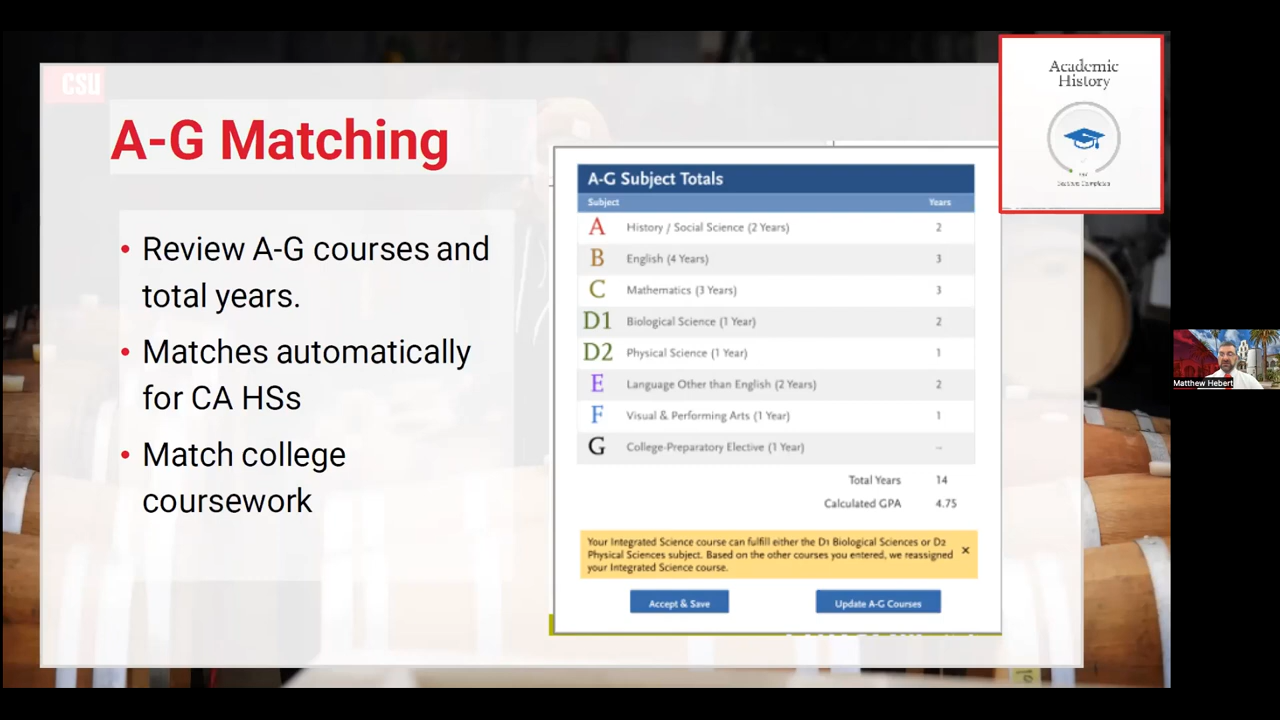 CSU
A-G Matching
• Review A-G courses and
total years.
• Matches automatically
for CA HSs
• Match college
coursework
A-G Subject Totals
Subject Years
A History / Social Science (2 Years) 2
B English (4 Years) 3
C Mathematics (3 Years) 3
D1 Biological Science (1 Year) 2
D2 Physical Science (1 Year) 1
E Language Other than English (2 Years) 2
F Visual & Performing Arts (1 Year) 1
G College-Preparatory Elective (1 Year) --
Total Years 14
Calculated GPA 4.75
Your Integrated Science course can fulfill either the D1 Biological Sciences or D2
Physical Sciences subject. Based on the other courses you entered, we reassigned
your Integrated Science course.
×
Accept & Save Update A-G Courses
Academic
History
Sections Completed
Matthew Hebert